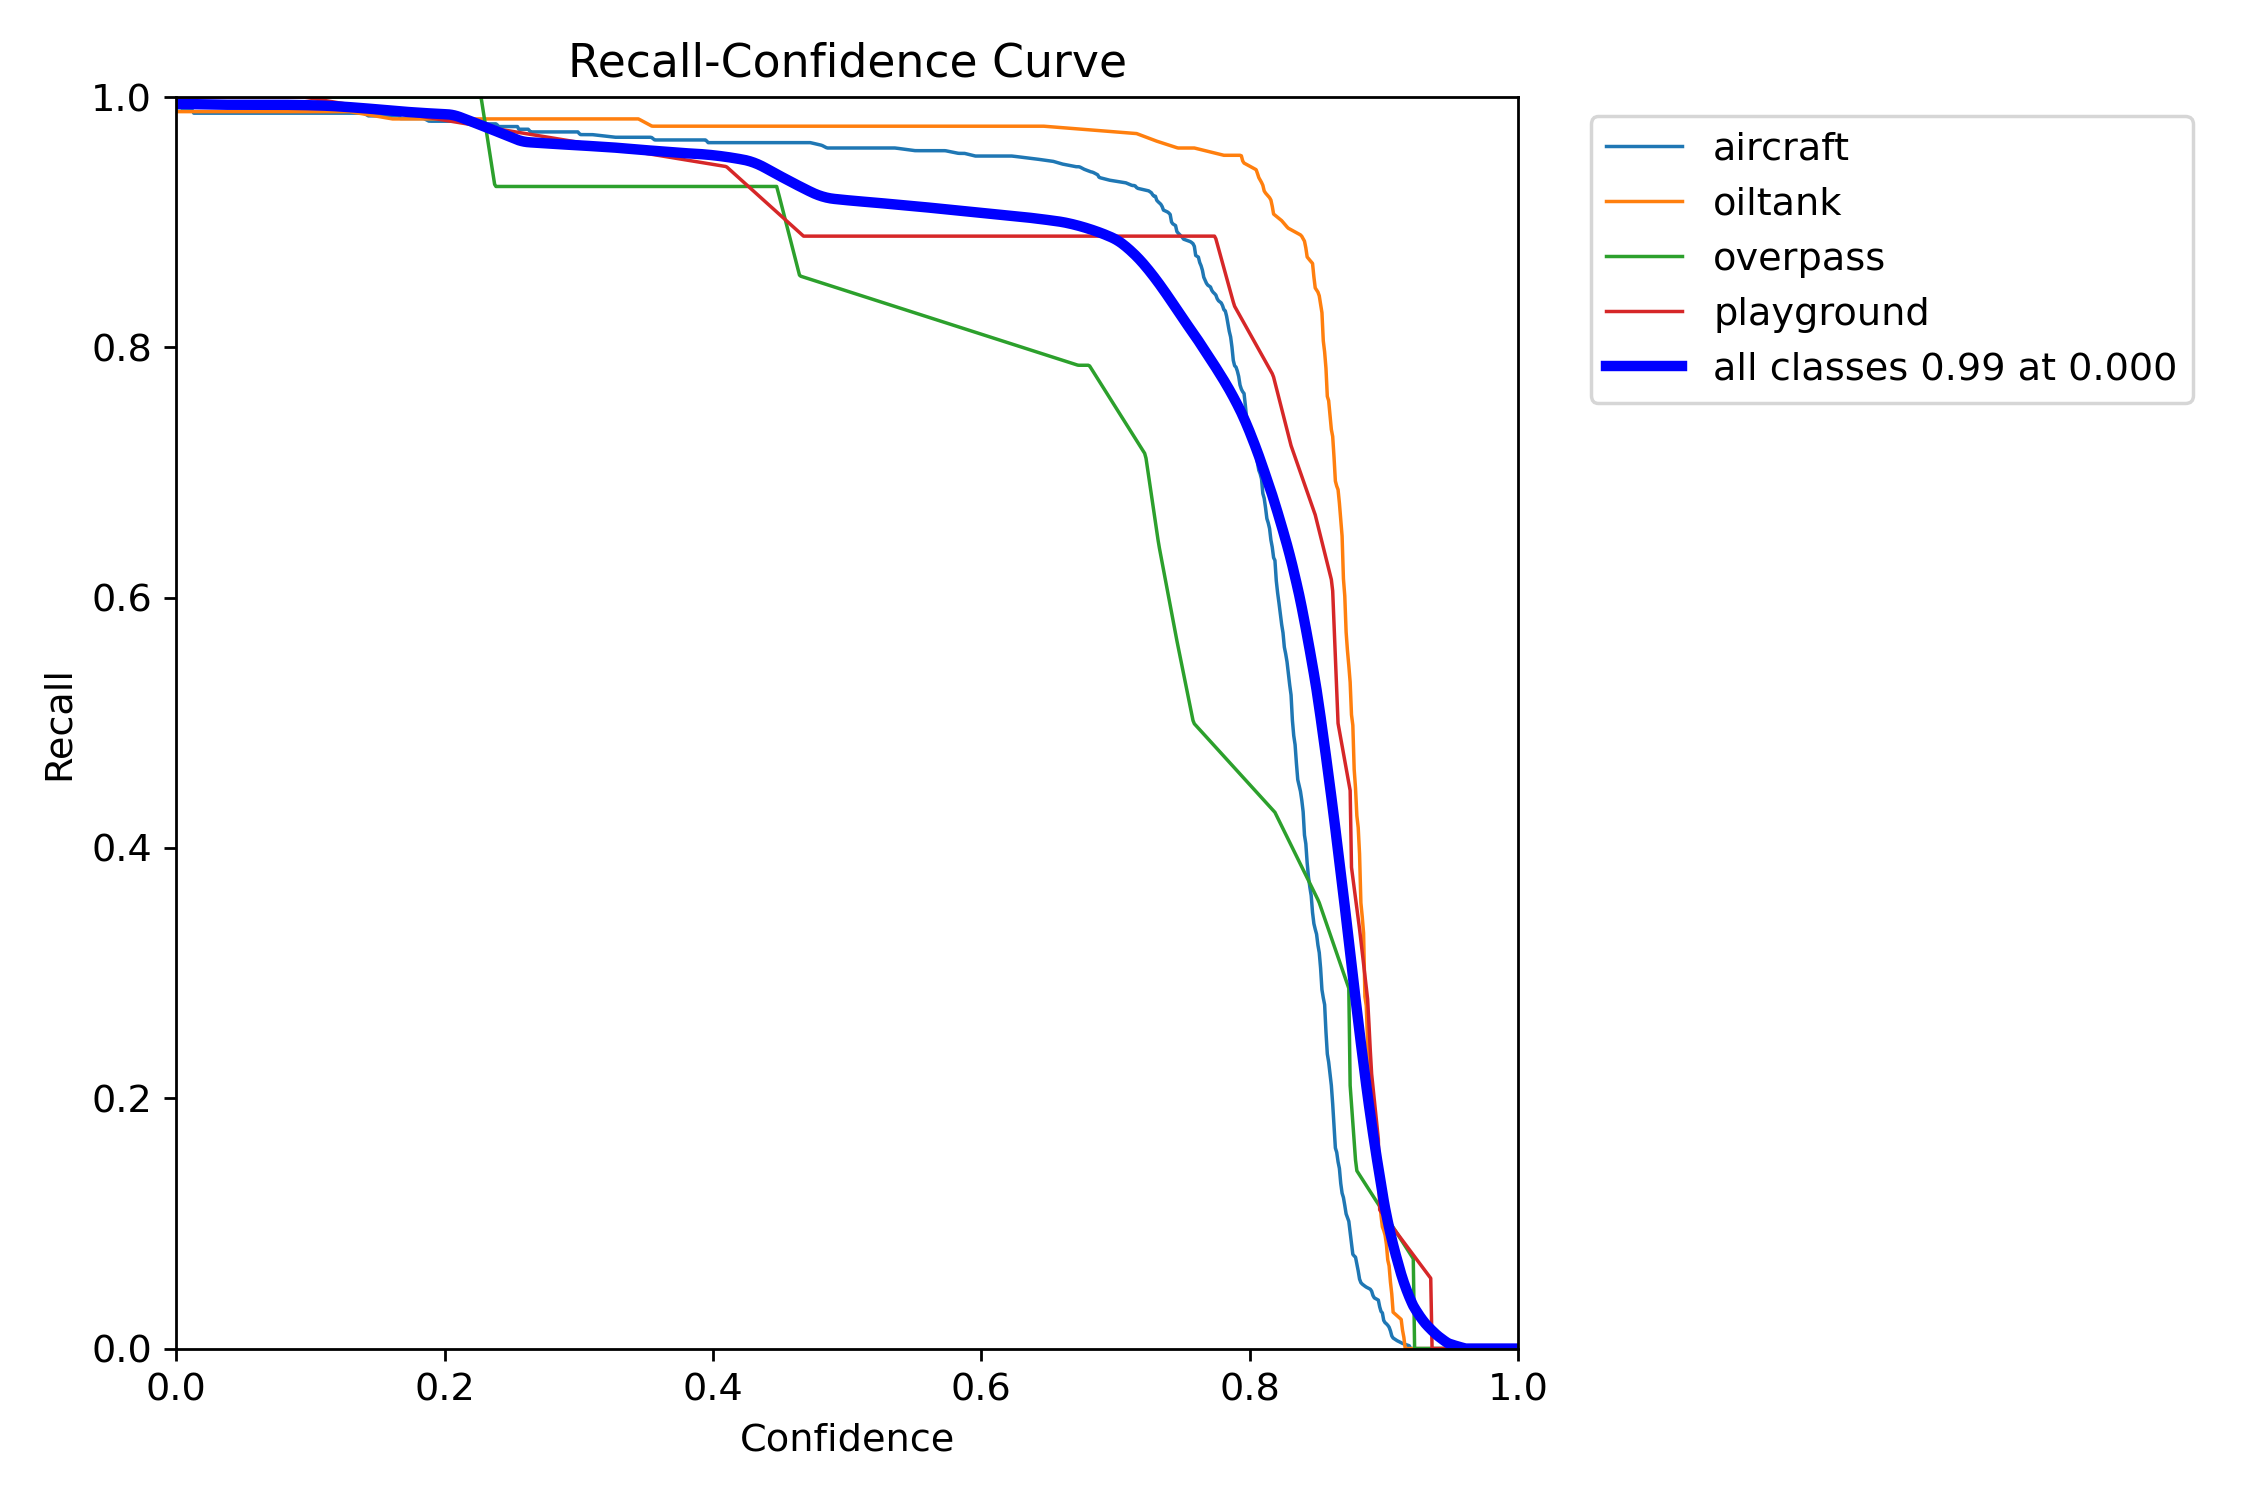 Recall-Confidence Curve
1.0
0.8
0.6
0.4
0.2
0.0
Recall
0.0 0.2 0.4 0.6 0.8 1.0
Confidence
aircraft
oiltank
overpass
playground
all classes 0.99 at 0.000